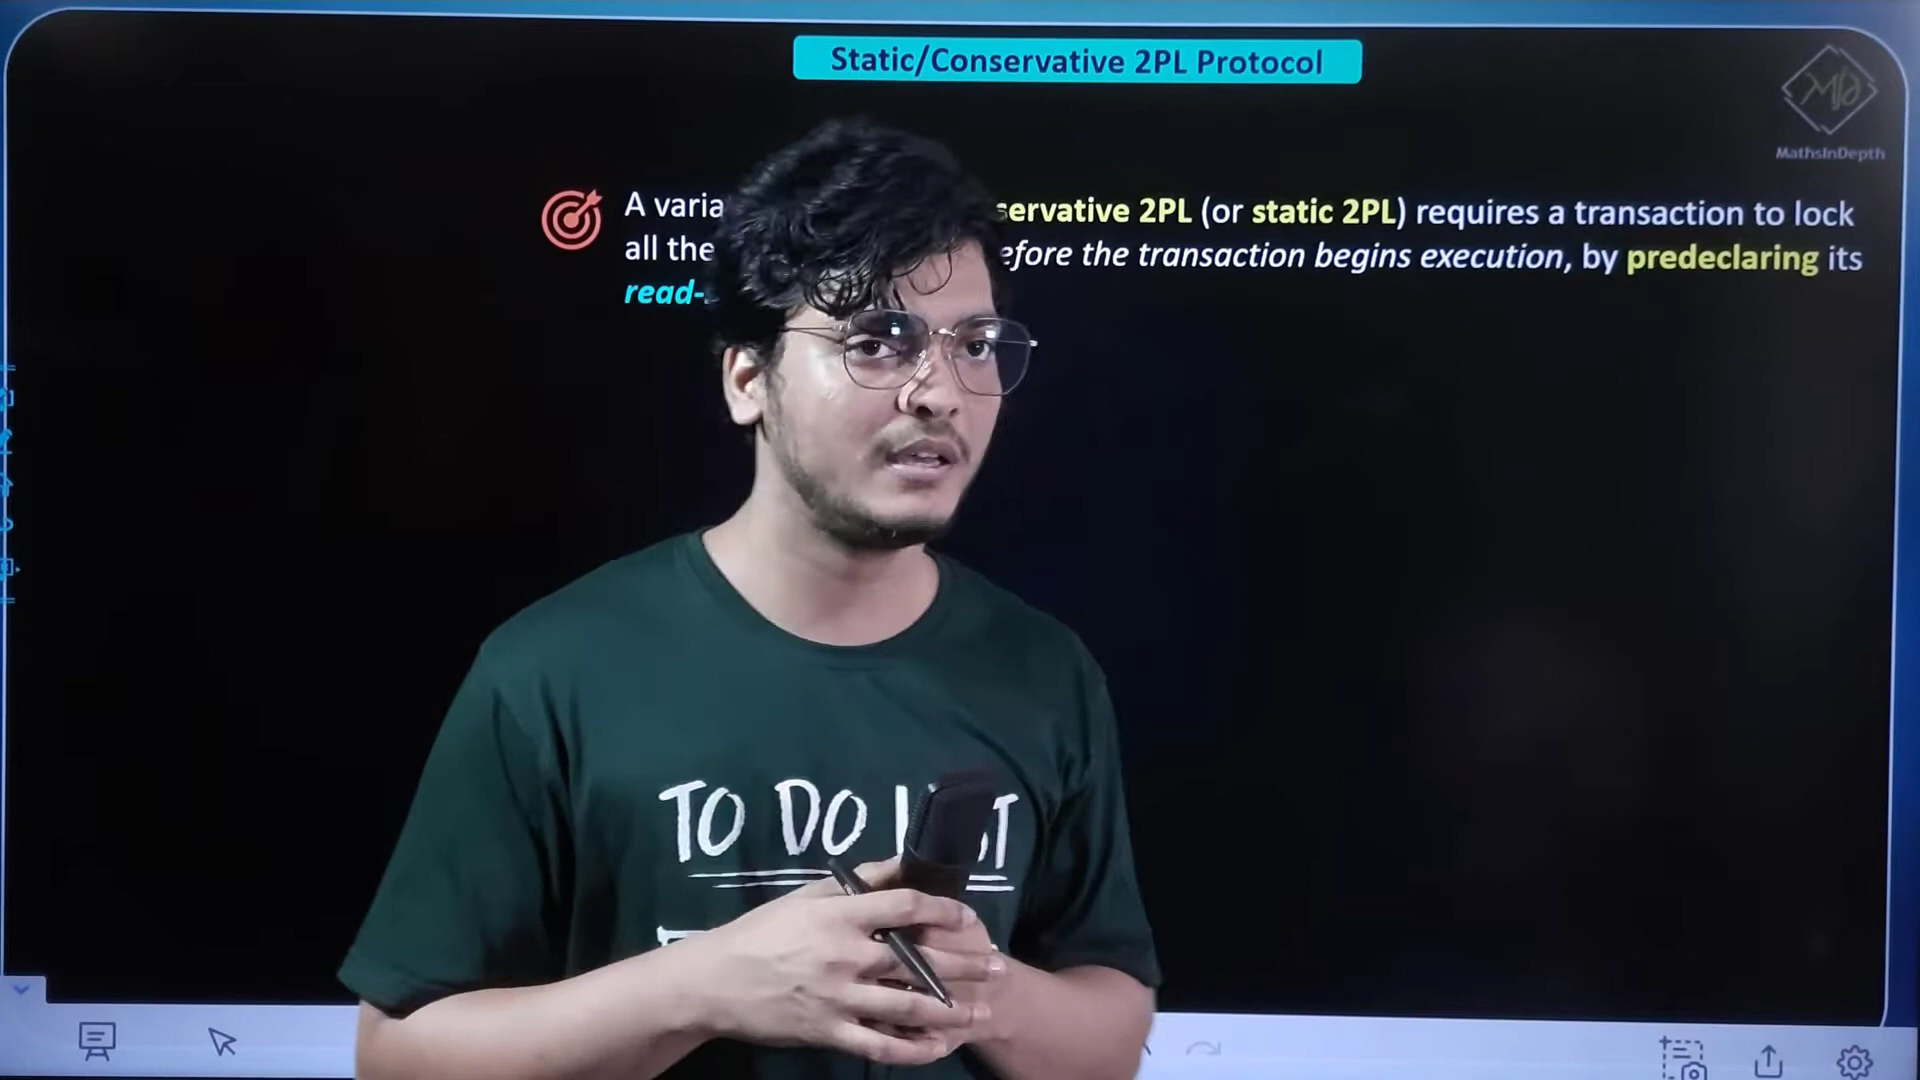 Static/Conservative 2PL Protocol
MathsInDepth
A varia servative 2PL (or static 2PL) requires a transaction to lock
all the efore the transaction begins execution, by predeclaring its
read-
TO DO